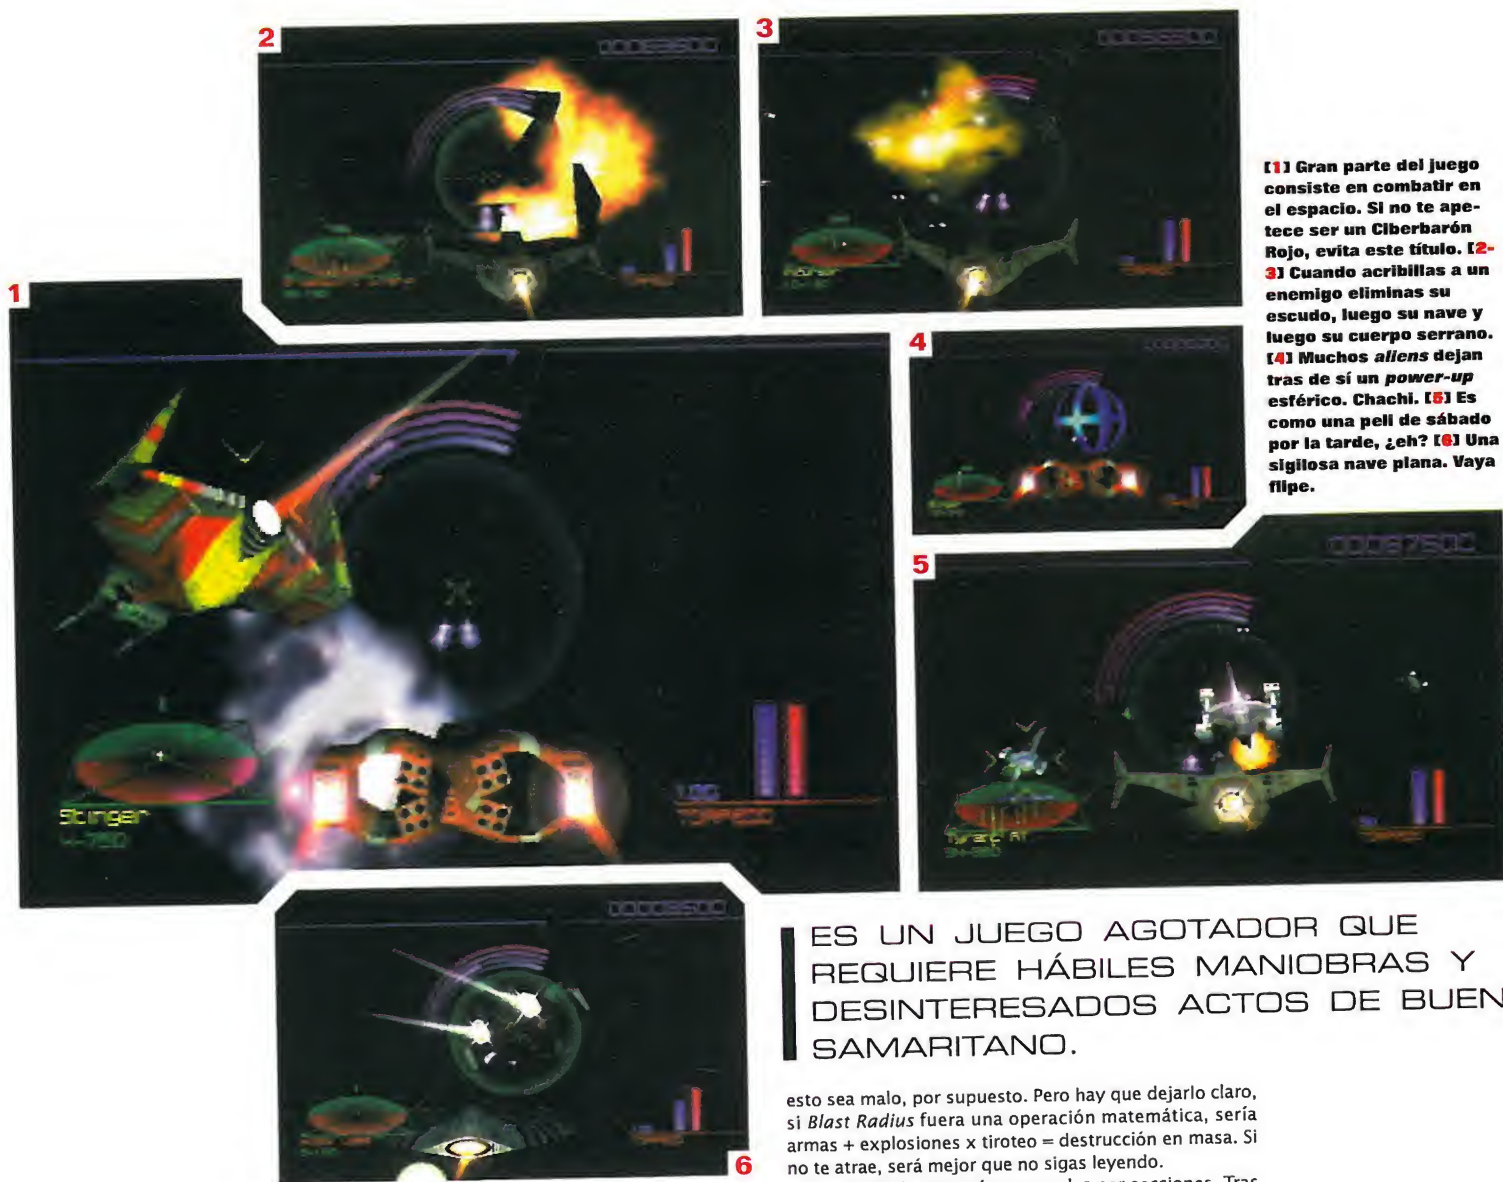 2
3
00063600
00056500
[1] Gran parte del juego
consiste en combatir en
el espacio. Si no te ape-
tece ser un Ciberbarón
Rojo, evita este título. [2-
3] Cuando acribillas a un
enemigo eliminas su
escudo, luego su nave y
luego su cuerpo serrano.
[4] Muchos aliens dejan
tras de sí un power-up
esférico. Chachi. [5] Es
como una peli de sábado
por la tarde, ¿eh? [6] Una
sigilosa nave plana. Vaya
flipe.
1
4
5
Stinger
TORPEDO
ES UN JUEGO AGOTADOR QUE
REQUIERE HÁBILES MANIOBRAS Y
DESINTERESADOS ACTOS DE BUEN
SAMARITANO.
esto sea malo, por supuesto. Pero hay que dejarlo claro,
si Blast Radius fuera una operación matemática, sería
armas + explosiones x tiroteo = destrucción en masa. Si
no te atrae, será mejor que no sigas leyendo.
6